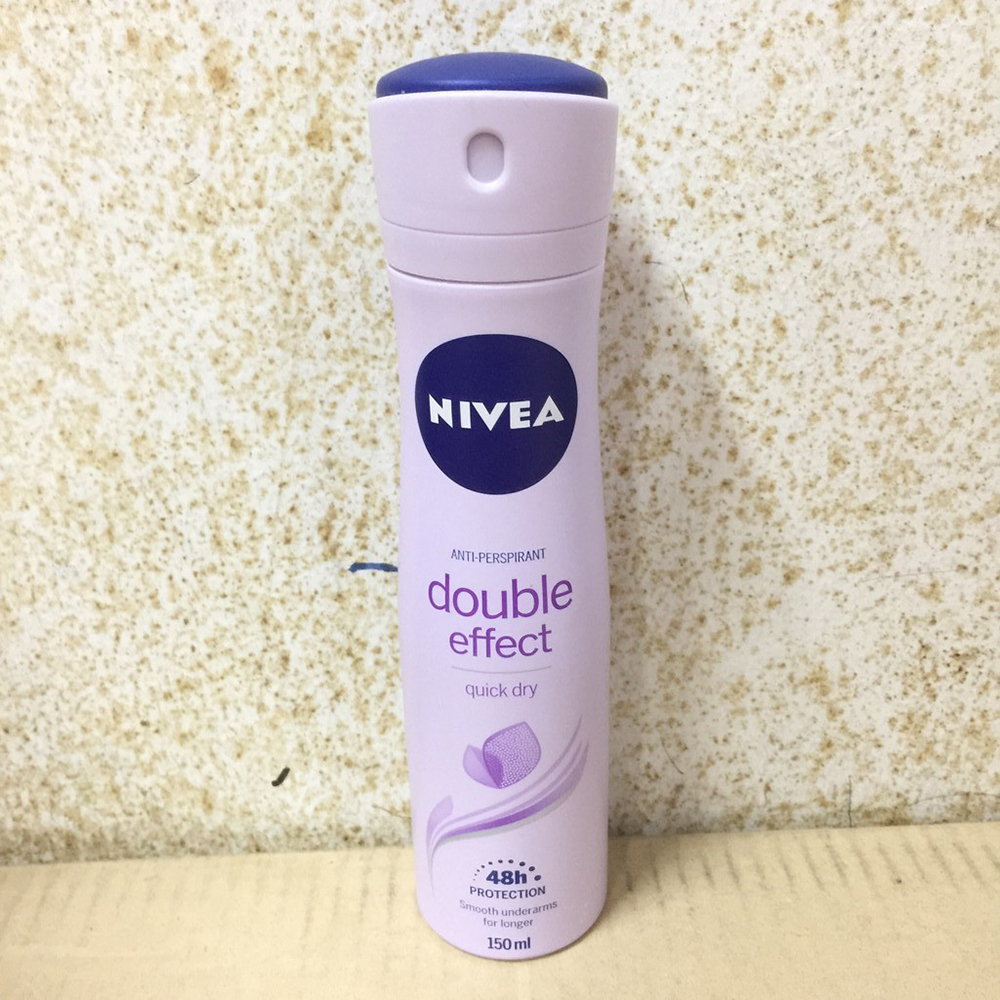 NIVEA
ANTI-PERSPIRANT
double
effect
quick dry
48h
PROTECTION
Smooth underarms
for longer
150 ml